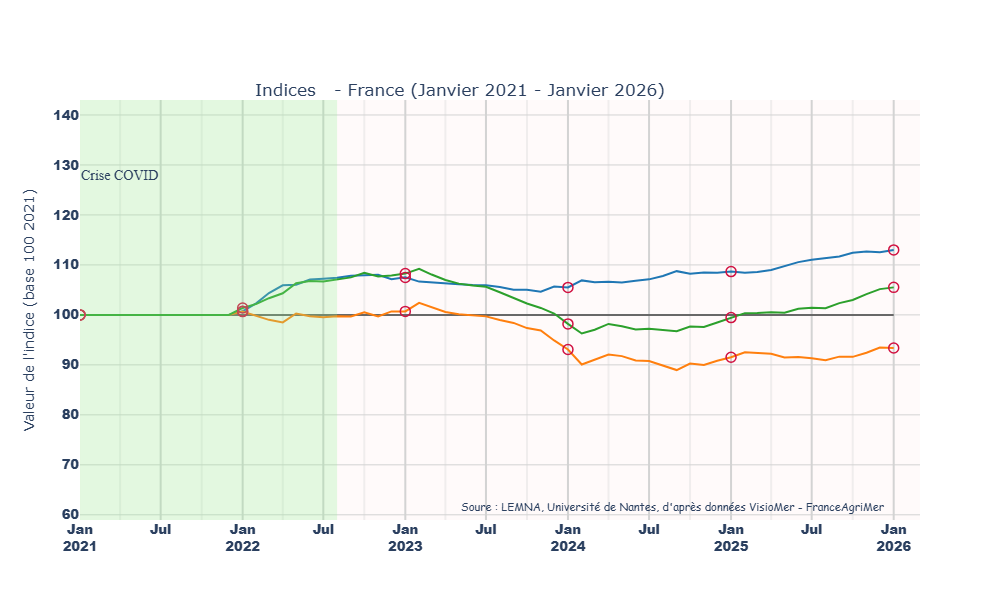 Indices - France (Janvier 2021 - Janvier 2026)
Valeur de l'indice (base 100 2021)
140
130
Crise COVID
120
110
100
90
80
70
60
Soure : LEMNA, Université de Nantes, d'après données VisioMer - FranceAgriMer
Jan Jul Jan Jul Jan Jul Jan Jul Jan Jul Jan
2021 2022 2023 2024 2025 2026